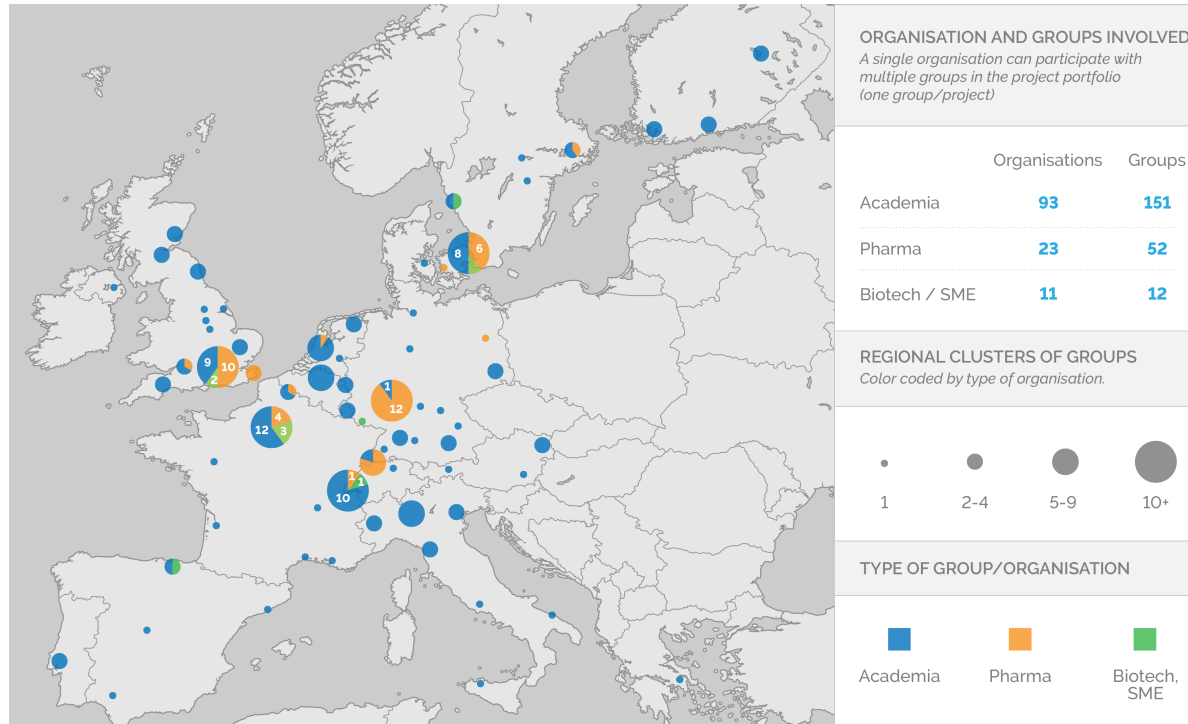 ORGANISATION AND GROUPS INVOLVED
A single organisation can participate with
multiple groups in the project portfolio
(one group/project)
Organisations Groups
Academia 93 151
Pharma 23 52
Biotech / SME 11 12
REGIONAL CLUSTERS OF GROUPS
Color coded by type of organisation.
1 2-4 5-9 10+
TYPE OF GROUP/ORGANISATION
Academia Pharma Biotech,
SME
8 6
9 10
2
1
12
4
12 3
1
1
10